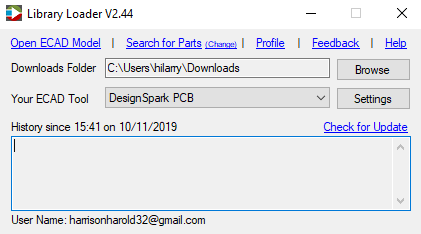 Library Loader V2.44
Open ECAD Model | Search for Parts (Change) | Profile | Feedback | Help
Downloads Folder C:\Users\hilarry\Downloads Browse
Your ECAD Tool DesignSpark PCB Settings
History since 15:41 on 10/11/2019 Check for Update
User Name: harrisonharold32@gmail.com